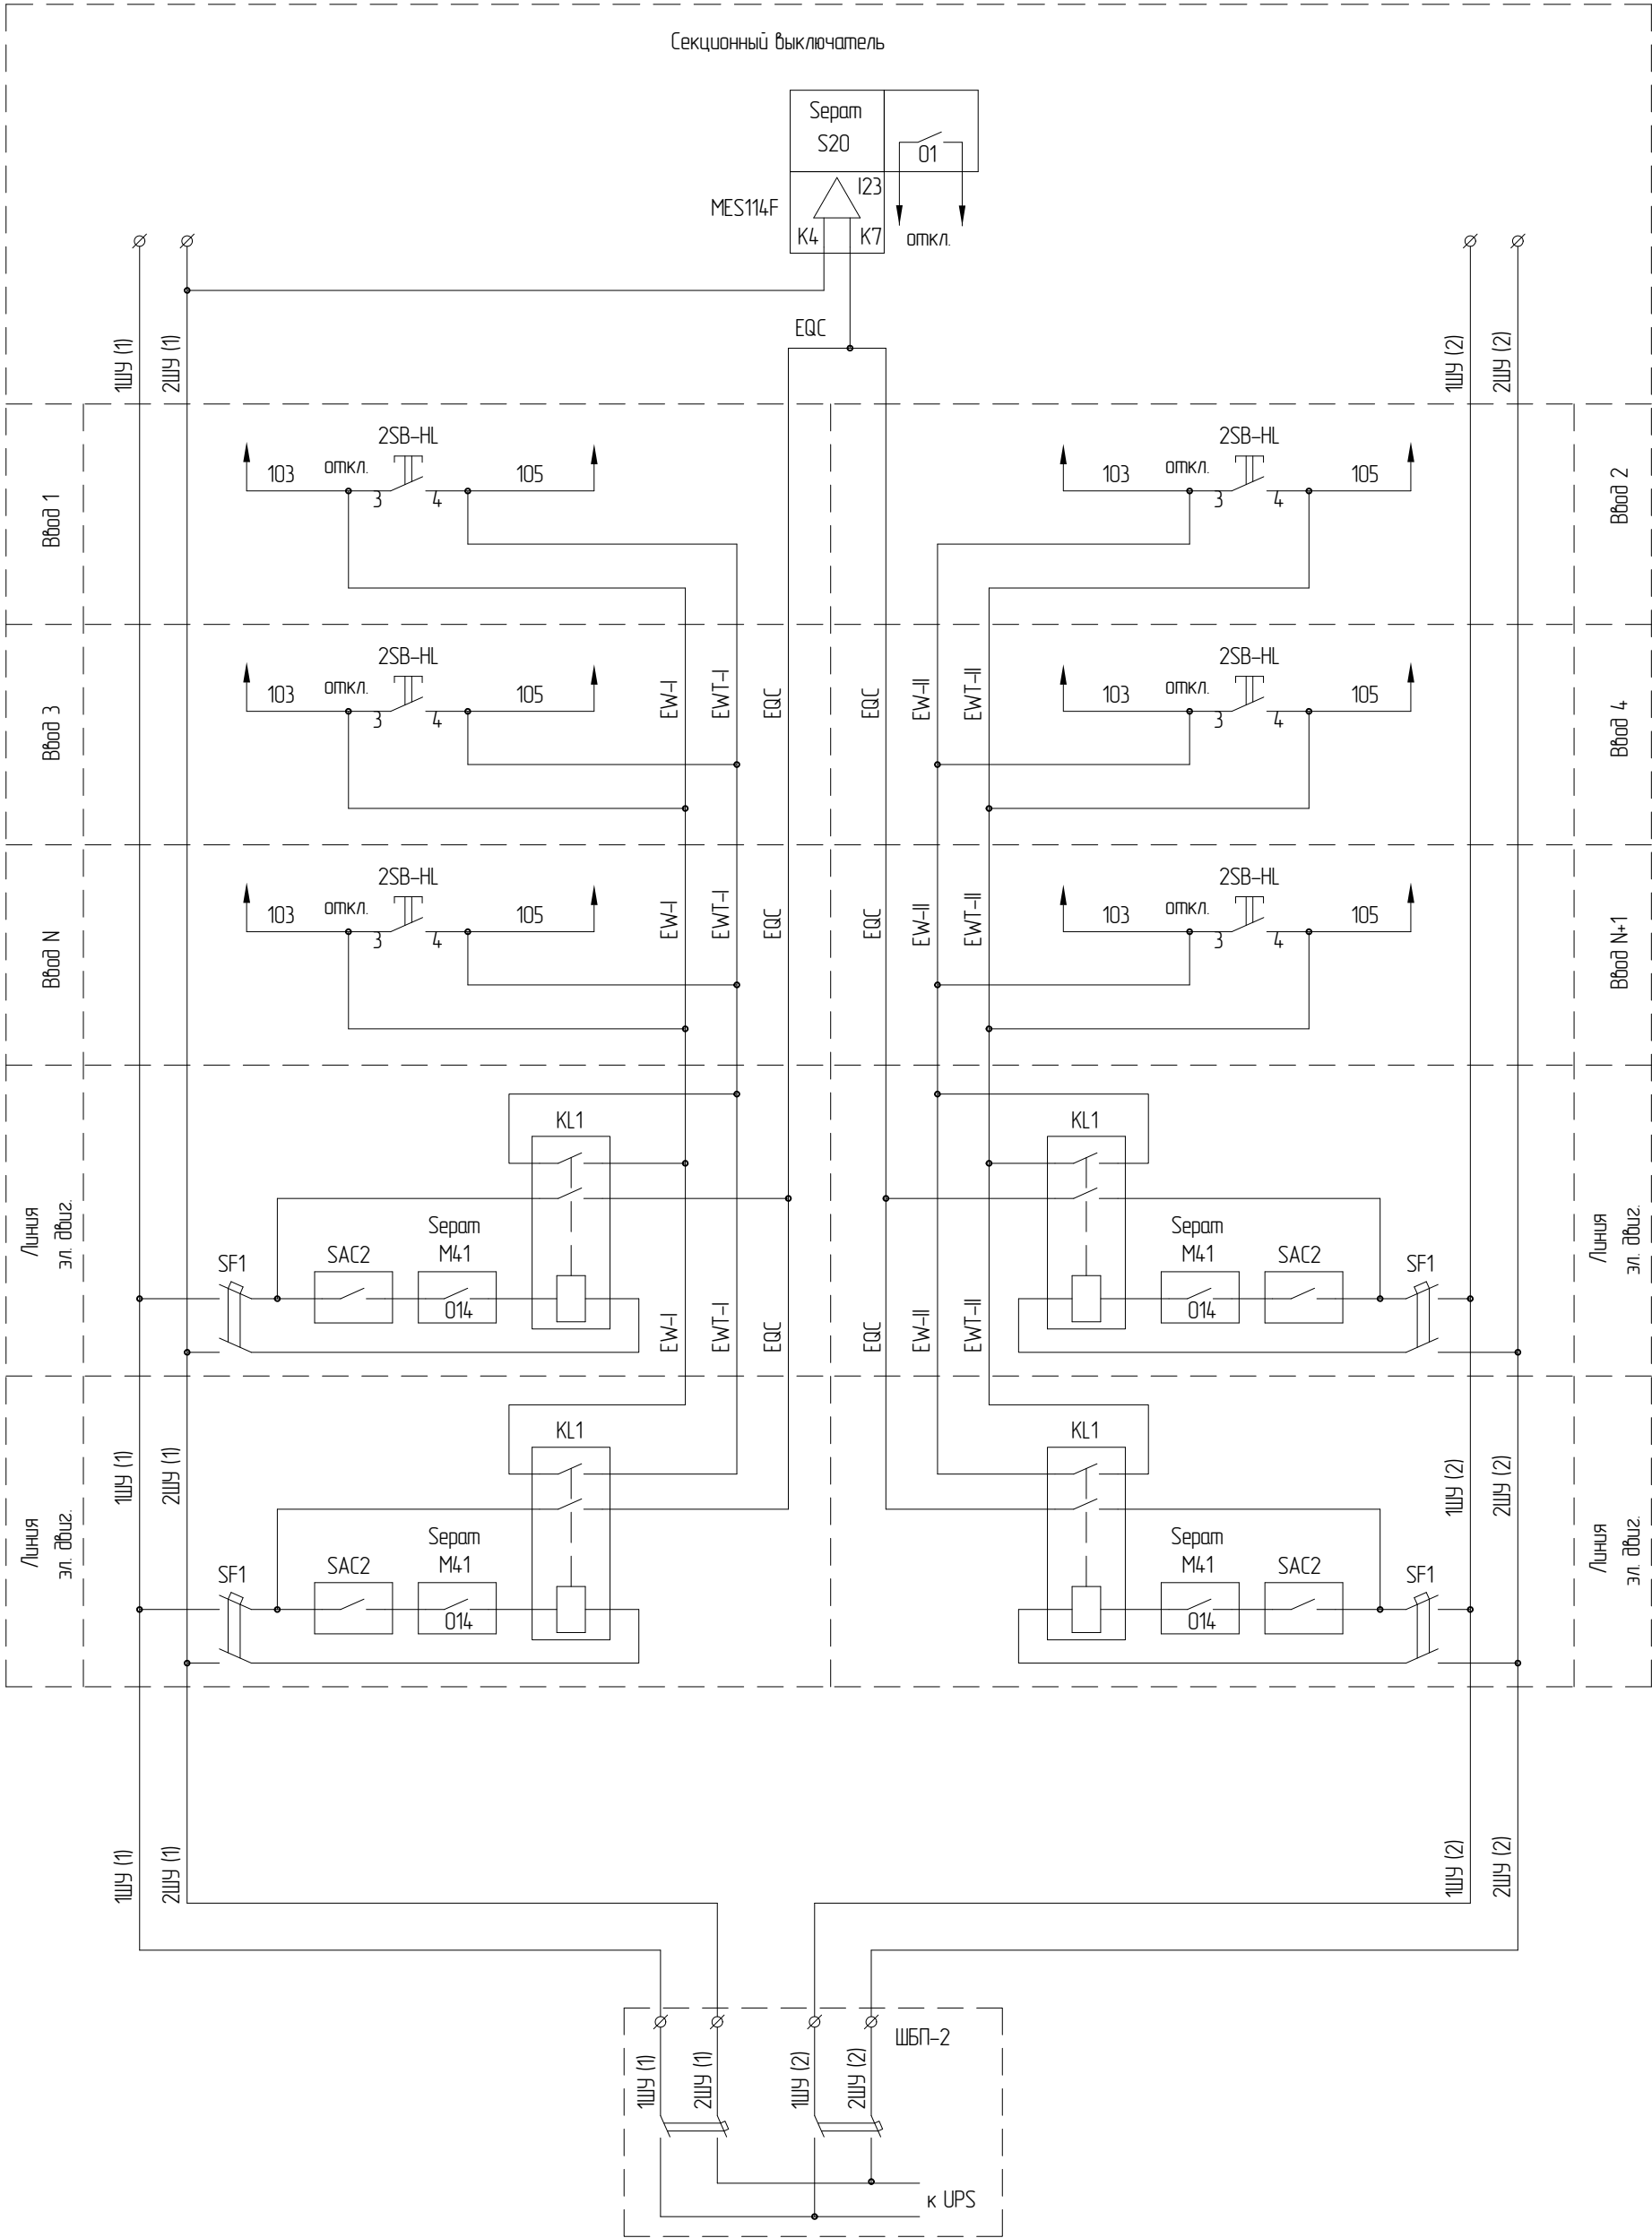 Секционный выключатель
Sepam
S20
01
MES114F
I23
K4
K7
откл.
EQC
1ШУ (1)
2ШУ (1)
1ШУ (2)
2ШУ (2)
Ввод 1
103
откл.
2SB-HL
3
4
105
103
откл.
2SB-HL
3
4
105
Ввод 2
Ввод 3
103
откл.
2SB-HL
3
4
105
EW-I
EWT-I
EQC
EQC
EW-II
EWT-II
103
откл.
2SB-HL
3
4
105
Ввод 4
Ввод N
103
откл.
2SB-HL
3
4
105
EW-I
EWT-I
EQC
EQC
EW-II
EWT-II
103
откл.
2SB-HL
3
4
105
Ввод N+1
Линия
эл. двиг.
SF1
SAC2
Sepam
M41
014
KL1
EW-I
EWT-I
EQC
EQC
EW-II
EWT-II
KL1
Sepam
M41
014
SAC2
SF1
Линия
эл. двиг.
Линия
эл. двиг.
1ШУ (1)
2ШУ (1)
SF1
SAC2
Sepam
M41
014
KL1
KL1
Sepam
M41
014
SAC2
SF1
1ШУ (2)
2ШУ (2)
Линия
эл. двиг.
1ШУ (1)
2ШУ (1)
1ШУ (2)
2ШУ (2)
ШБП-2
1ШУ (1)
2ШУ (1)
1ШУ (2)
2ШУ (2)
к UPS